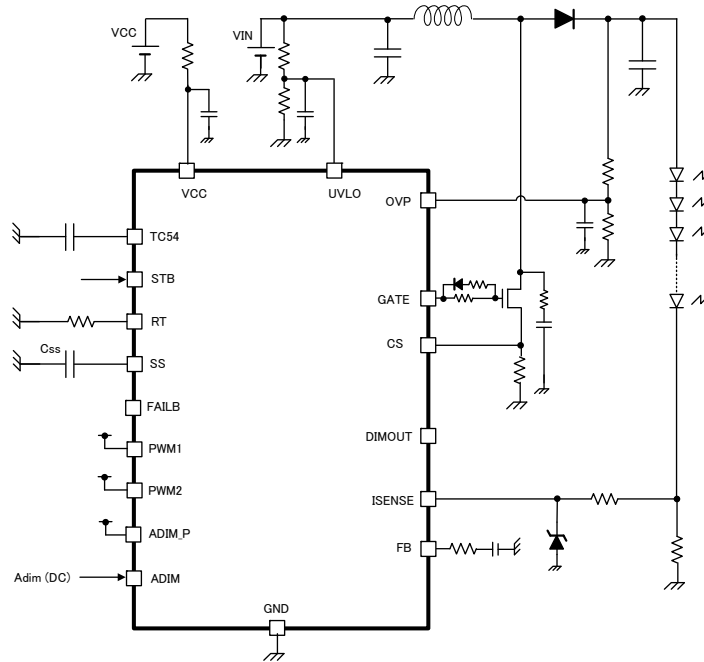 VCC
VIN
VCC
UVLO
OVP
TC54
STB
GATE
RT
CS
Css
SS
FAILB
DIMOUT
PWM1
PWM2
ISENSE
ADIM_P
FB
Adim (DC)
ADIM
GND